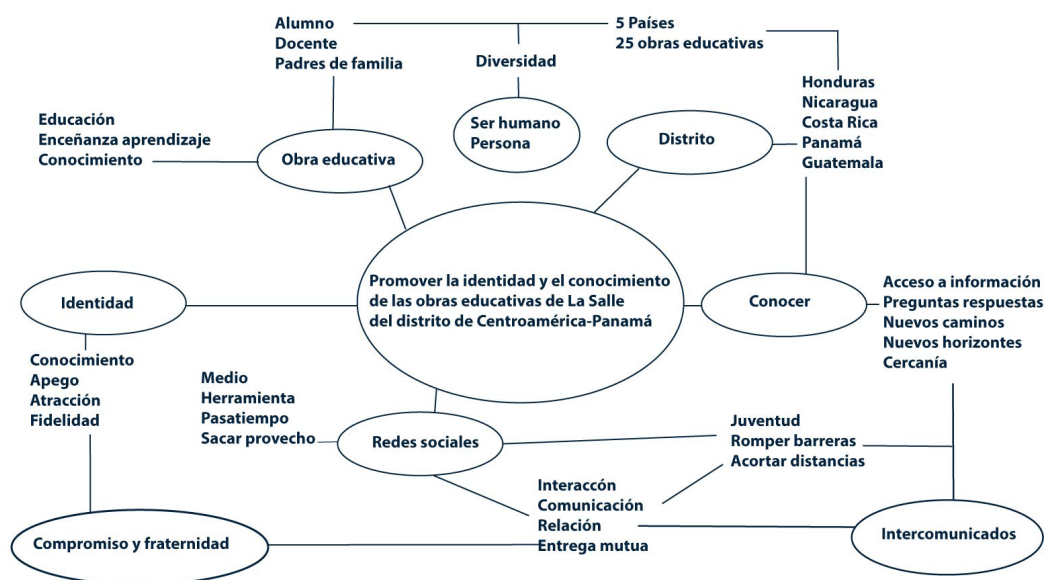 Alumno
Docente
Padres de familia
5 Países
25 obras educativas
Diversidad
Ser humano
Persona
Honduras
Nicaragua
Costa Rica
Panamá
Guatemala
Distrito
Educación
Enceñanza aprendizaje
Conocimiento
Obra educativa
Promover la identidad y el conocimiento
de las obras educativas de La Salle
del distrito de Centroamérica-Panamá
Identidad
Conocer
Acceso a información
Preguntas respuestas
Nuevos caminos
Nuevos horizontes
Cercanía
Conocimiento
Apego
Atracción
Fidelidad
Medio
Herramienta
Pasatiempo
Sacar provecho
Redes sociales
Juventud
Romper barreras
Acortar distancias
Interaccón
Comunicación
Relación
Entrega mutua
Compromiso y fraternidad
Intercomunicados